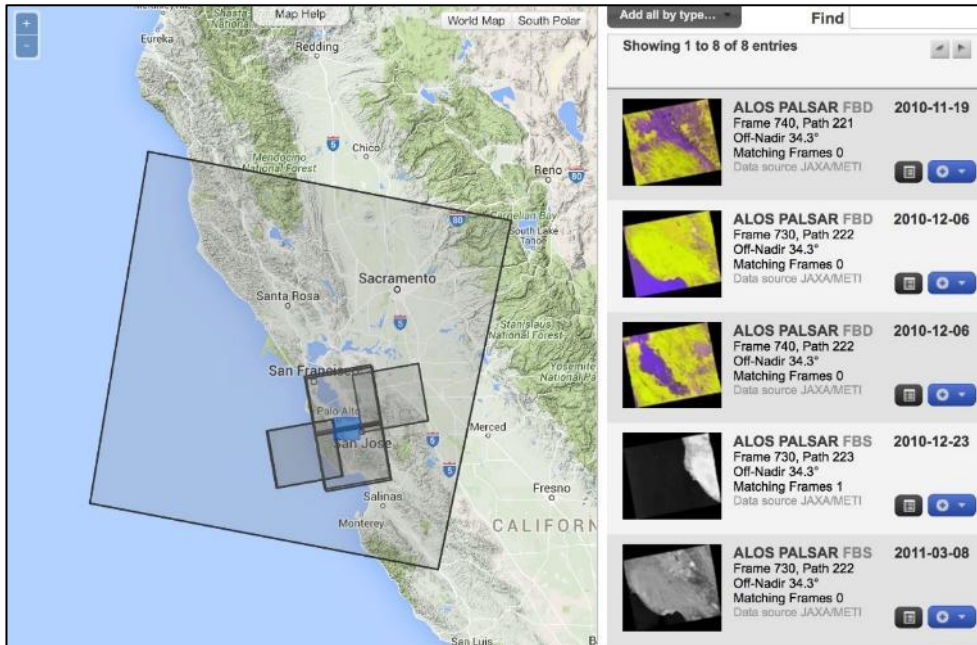 +
-
Map Help
World Map
South Polar
Shasta
Eureka
Redding
5
Chico
Mendocino
National Forest
Reno
80
80
South Lake
Tahoe
Sacramento
Santa Rosa
5
Stanislaus
National Forest
Yosemite
National Pa
San Francisco
Palo Alto
San Jose
Merced
5
5
Salinas
Monterey
Fresno
CALIFORN
San Luis
B
Add all by type...
Find
Showing 1 to 8 of 8 entries
ALOS PALSAR FBD 2010-11-19
Frame 740, Path 221
Off-Nadir 34.3°
Matching Frames 0
Data source JAXA/METI
ALOS PALSAR FBD 2010-12-06
Frame 730, Path 222
Off-Nadir 34.3°
Matching Frames 0
Data source JAXA/METI
ALOS PALSAR FBD 2010-12-06
Frame 740, Path 222
Off-Nadir 34.3°
Matching Frames 0
Data source JAXA/METI
ALOS PALSAR FBS 2010-12-23
Frame 730, Path 223
Off-Nadir 34.3°
Matching Frames 1
Data source JAXA/METI
ALOS PALSAR FBS 2011-03-08
Frame 730, Path 222
Off-Nadir 34.3°
Matching Frames 0
Data source JAXA/METI